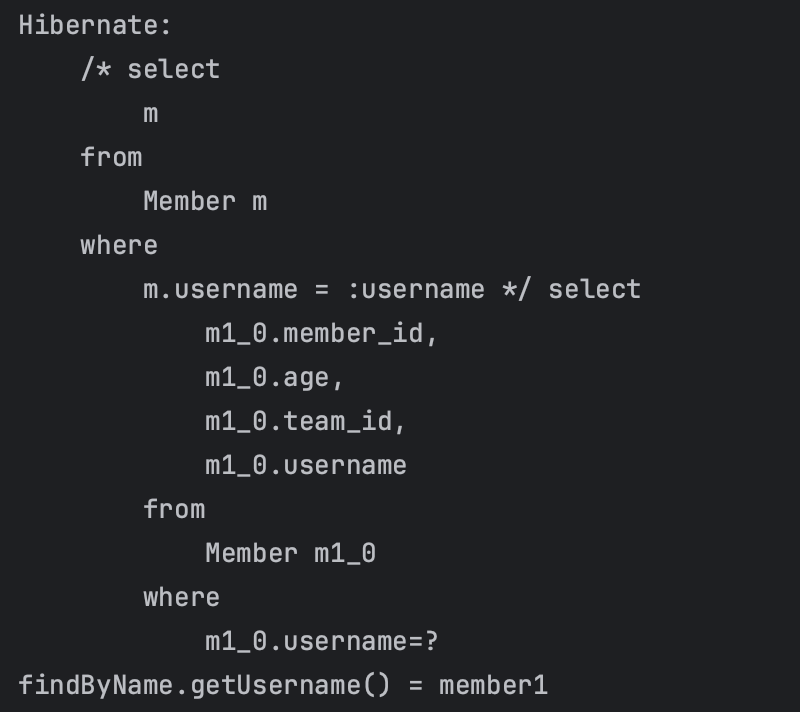 Hibernate:
    /* select
        m
    from
        Member m
    where
        m.username = :username */ select
            m1_0.member_id,
            m1_0.age,
            m1_0.team_id,
            m1_0.username
        from
            Member m1_0
        where
            m1_0.username=?
findByName.getUsername() = member1